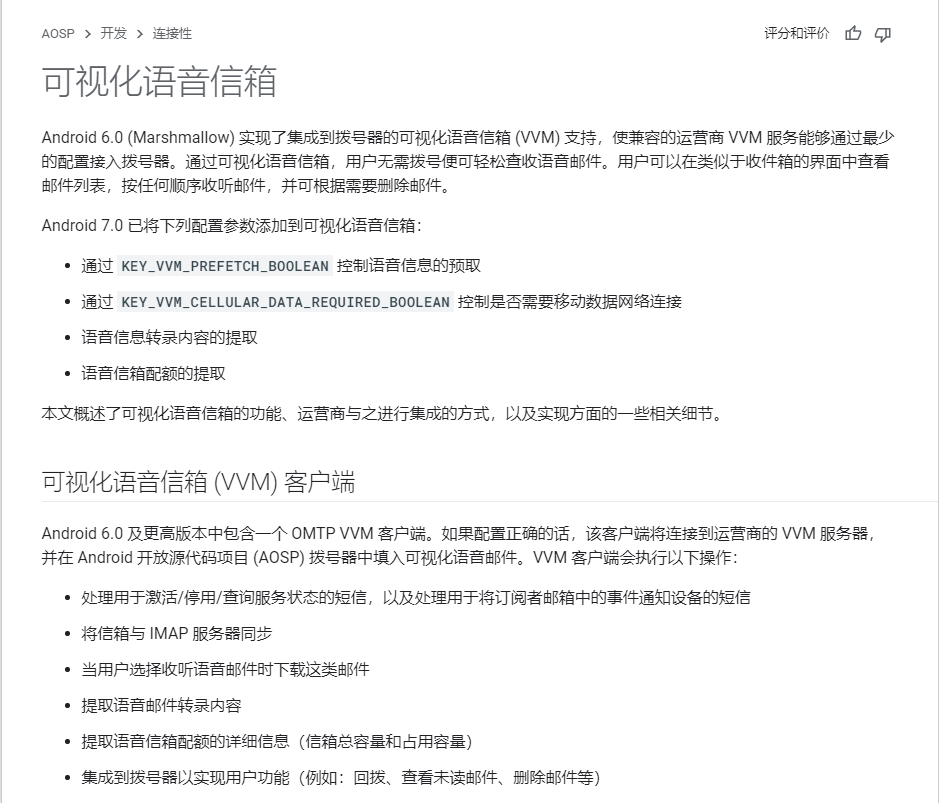 AOSP > 开发 > 连接性
评分和评价
可视化语音信箱
Android 6.0 (Marshmallow) 实现了集成到拨号器的可视化语音信箱 (VVM) 支持，使兼容的运营商 VVM 服务能够通过最少
的配置接入拨号器。通过可视化语音信箱，用户无需拨号便可轻松查收语音邮件。用户可以在类似于收件箱的界面中查看
邮件列表，按任何顺序收听邮件，并可根据需要删除邮件。
Android 7.0 已将下列配置参数添加到可视化语音信箱：
• 通过 KEY_VVM_PREFETCH_BOOLEAN 控制语音信息的预取
• 通过 KEY_VVM_CELLULAR_DATA_REQUIRED_BOOLEAN 控制是否需要移动数据网络连接
• 语音信息转录内容的提取
• 语音信箱配额的提取
本文概述了可视化语音信箱的功能、运营商与之进行集成的方式，以及实现方面的一些相关细节。
可视化语音信箱 (VVM) 客户端
Android 6.0 及更高版本中包含一个 OMTP VVM 客户端。如果配置正确的话，该客户端将连接到运营商的 VVM 服务器，
并在 Android 开放源代码项目 (AOSP) 拨号器中填入可视化语音邮件。VVM 客户端会执行以下操作：
• 处理用于激活/停用/查询服务状态的短信，以及处理用于将订阅者邮箱中的事件通知设备的短信
• 将信箱与 IMAP 服务器同步
• 当用户选择收听语音邮件时下载这类邮件
• 提取语音邮件转录内容
• 提取语音信箱配额的详细信息（信箱总容量和占用容量）
• 集成到拨号器以实现用户功能（例如：回拨、查看未读邮件、删除邮件等）